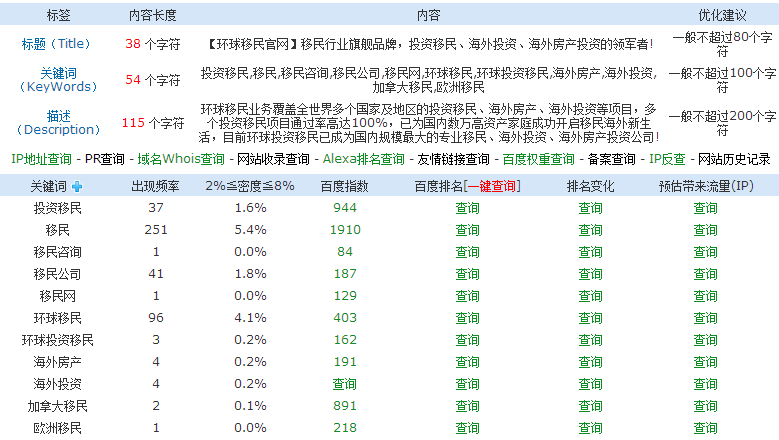 标签 内容长度 内容 优化建议
标题（Title） 38 个字符 【环球移民官网】移民行业旗舰品牌，投资移民、海外投资、海外房产投资的领军者! 一般不超过80个字符
关键词（KeyWords） 54 个字符 投资移民,移民,移民咨询,移民公司,移民网,环球移民,环球投资移民,海外房产,海外投资,
加拿大移民,欧洲移民 一般不超过100个字符
描述（Description） 115 个字符 环球移民业务覆盖全世界多个国家及地区的投资移民、海外房产、海外投资等项目，多
个投资移民项目通过率高达100%，已为国内数万高资产家庭成功开启移民海外新生
活，目前环球投资移民已成为国内规模最大的专业移民、海外投资、海外房产投资公司! 一般不超过200个字符
IP地址查询 - PR查询 - 域名Whois查询 - 网站收录查询 - Alexa排名查询 - 友情链接查询 - 百度权重查询 - 备案查询 - IP反查 - 网站历史记录
关键词 出现频率 2%≦密度≦8% 百度指数 百度排名[一键查询] 排名变化 预估带来流量(IP)
投资移民 37 1.6% 944 查询 查询 查询
移民 251 5.4% 1910 查询 查询 查询
移民咨询 1 0.0% 84 查询 查询 查询
移民公司 41 1.8% 187 查询 查询 查询
移民网 1 0.0% 129 查询 查询 查询
环球移民 96 4.1% 403 查询 查询 查询
环球投资移民 3 0.2% 162 查询 查询 查询
海外房产 4 0.2% 191 查询 查询 查询
海外投资 4 0.2% 查询 查询 查询 查询
加拿大移民 2 0.1% 891 查询 查询 查询
欧洲移民 1 0.0% 218 查询 查询 查询